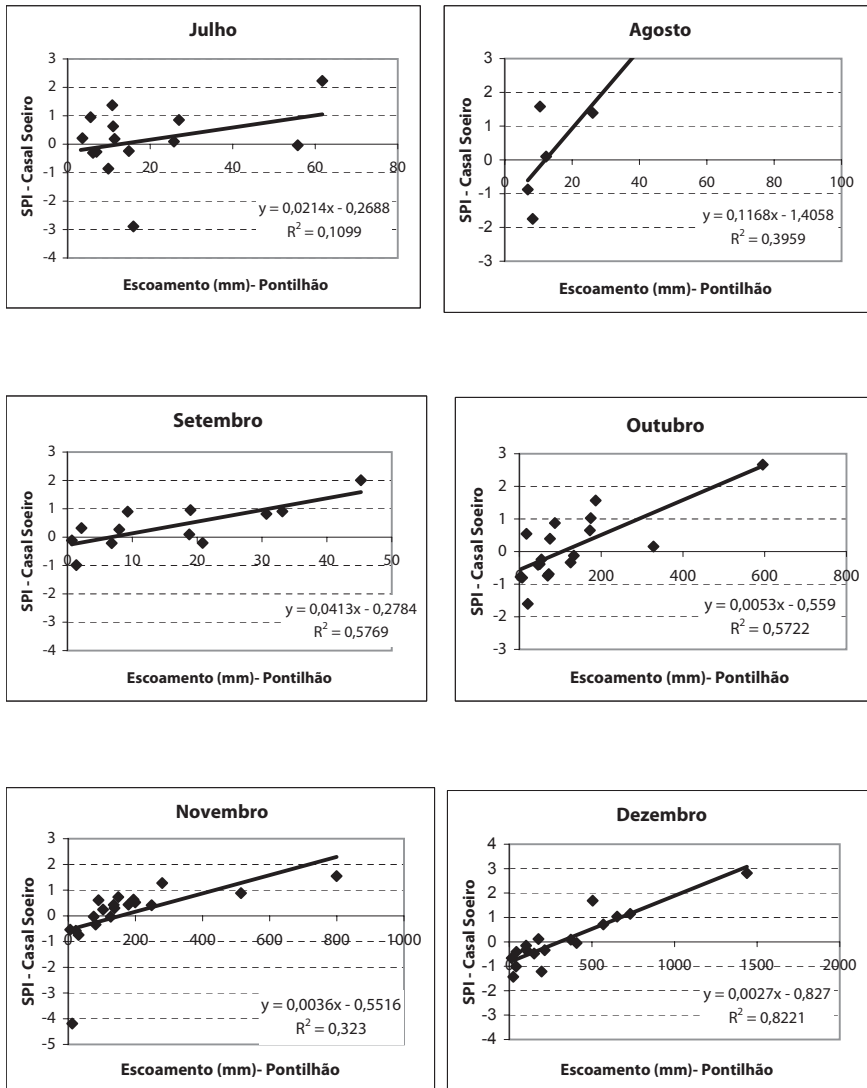 Julho
3
2
1
0
-1
-2
-3
-4
0 20 40 60 80
SPI - Casal Soeiro
y = 0,0214x - 0,2688
R² = 0,1099
Escoamento (mm)- Pontilhão
Agosto
3
2
1
0
-1
-2
-3
0 20 40 60 80 100
SPI - Casal Soeiro
y = 0,1168x - 1,4058
R² = 0,3959
Escoamento (mm)- Pontilhão
Setembro
3
2
1
0
-1
-2
-3
-4
0 10 20 30 40 50
SPI - Casal Soeiro
y = 0,0413x - 0,2784
R² = 0,5769
Escoamento (mm)- Pontilhão
Outubro
3
2
1
0
-1
-2
-3
0 200 400 600 800
SPI - Casal Soeiro
y = 0,0053x - 0,559
R² = 0,5722
Escoamento (mm)- Pontilhão
Novembro
3
2
1
0
-1
-2
-3
-4
-5
0 200 400 600 800 1000
SPI - Casal Soeiro
y = 0,0036x - 0,5516
R² = 0,323
Escoamento (mm)- Pontilhão
Dezembro
4
3
2
1
0
-1
-2
-3
-4
0 500 1000 1500 2000
SPI - Casal Soeiro
y = 0,0027x - 0,827
R² = 0,8221
Escoamento (mm)- Pontilhão